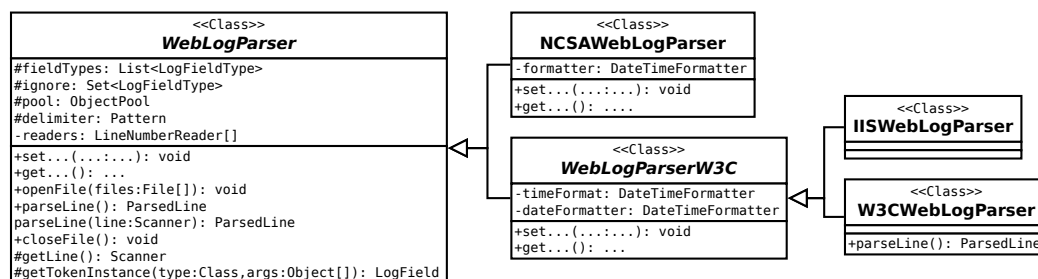 <<Class>>
WebLogParser
#fieldTypes: List<LogFieldType>
#ignore: Set<LogFieldType>
#pool: ObjectPool
#delimiter: Pattern
-readers: LineNumberReader[]
+set...(...:...): void
+get...(): ...
+openFile(files:File[]): void
+parseLine(): ParsedLine
parseLine(line:Scanner): ParsedLine
+closeFile(): void
#getLine(): Scanner
#getTokenInstance(type:Class,args:Object[]): LogField
<<Class>>
NCSAWebLogParser
-formatter: DateTimeFormatter
+set...(...:...): void
+get...(): ....
<<Class>>
WebLogParserW3C
-timeFormat: DateTimeFormatter
-dateFormatter: DateTimeFormatter
+set...(...:...): void
+get...(): ...
<<Class>>
IISWebLogParser
<<Class>>
W3CWebLogParser
+parseLine(): ParsedLine